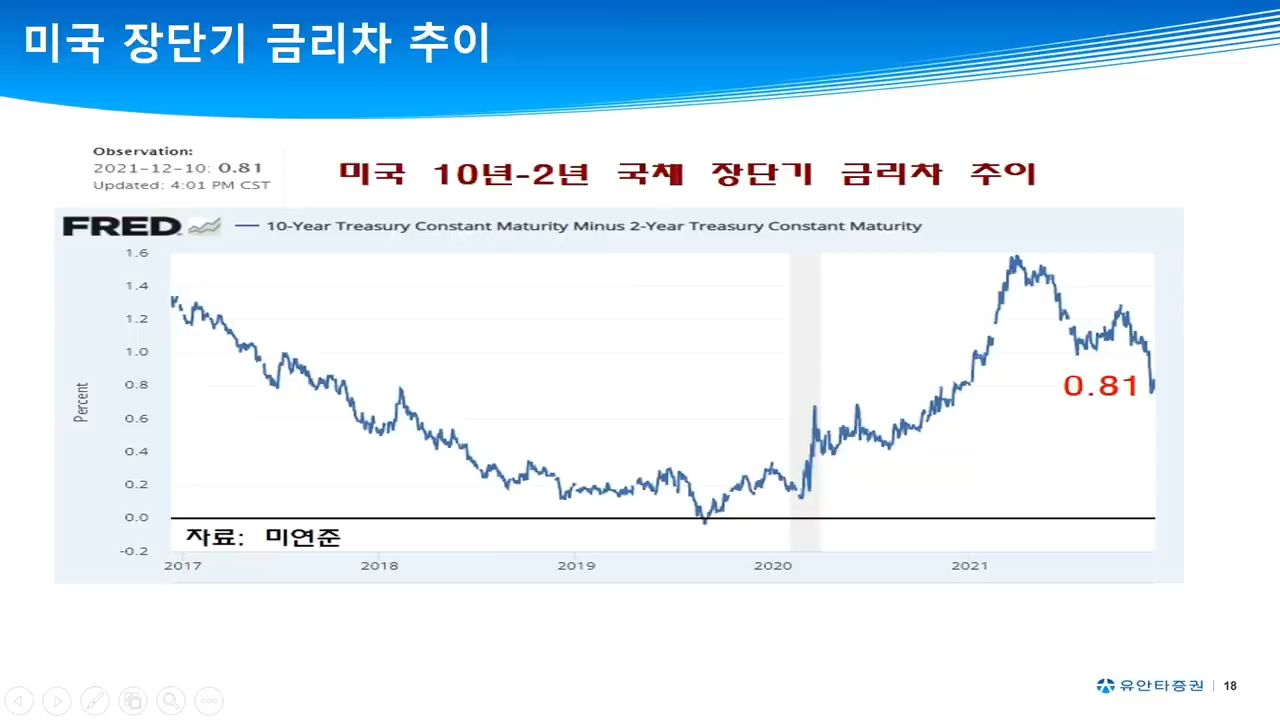 미국 장단기 금리차 추이
Observation:
2021-12-10: 0.81
Updated: 4:01 PM CST
미국 10년-2년 국체 장단기 금리차 추이
FRED
10-Year Treasury Constant Maturity Minus 2-Year Treasury Constant Maturity
1.6
1.4
1.2
1.0
0.8
0.6
0.4
0.2
0.0
-0.2
Percent
0.81
자료: 미연준
2017 2018 2019 2020 2021
유안타증권 | 18